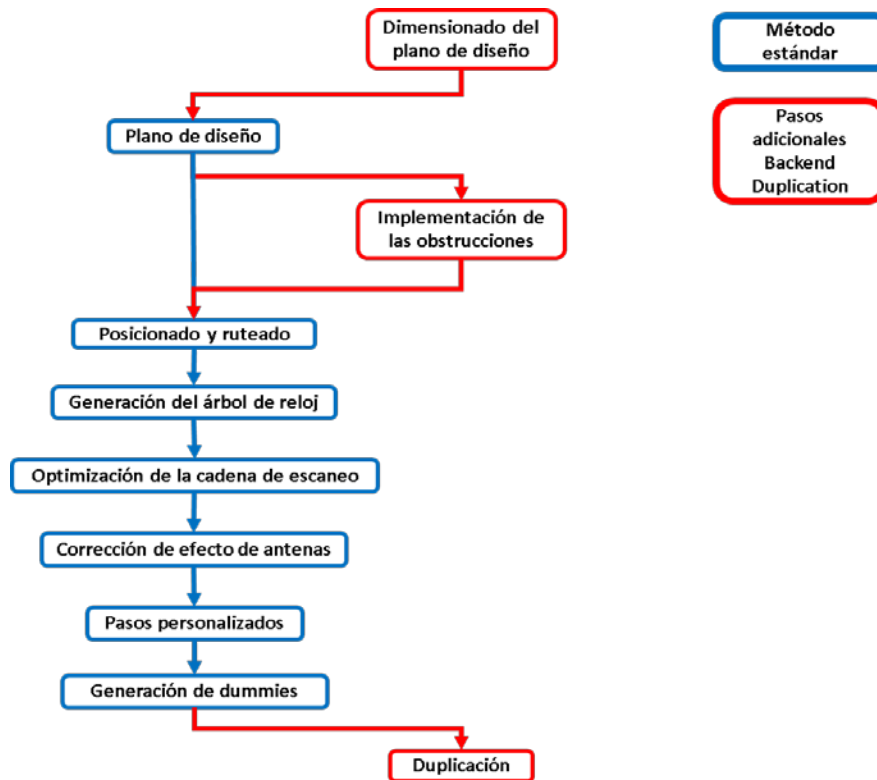 Dimensionado del
plano de diseño
Método
estándar
Plano de diseño
Pasos
adicionales
Backend
Duplication
Implementación de
las obstrucciones
Posicionado y ruteado
Generación del árbol de reloj
Optimización de la cadena de escaneo
Corrección de efecto de antenas
Pasos personalizados
Generación de dummies
Duplicación